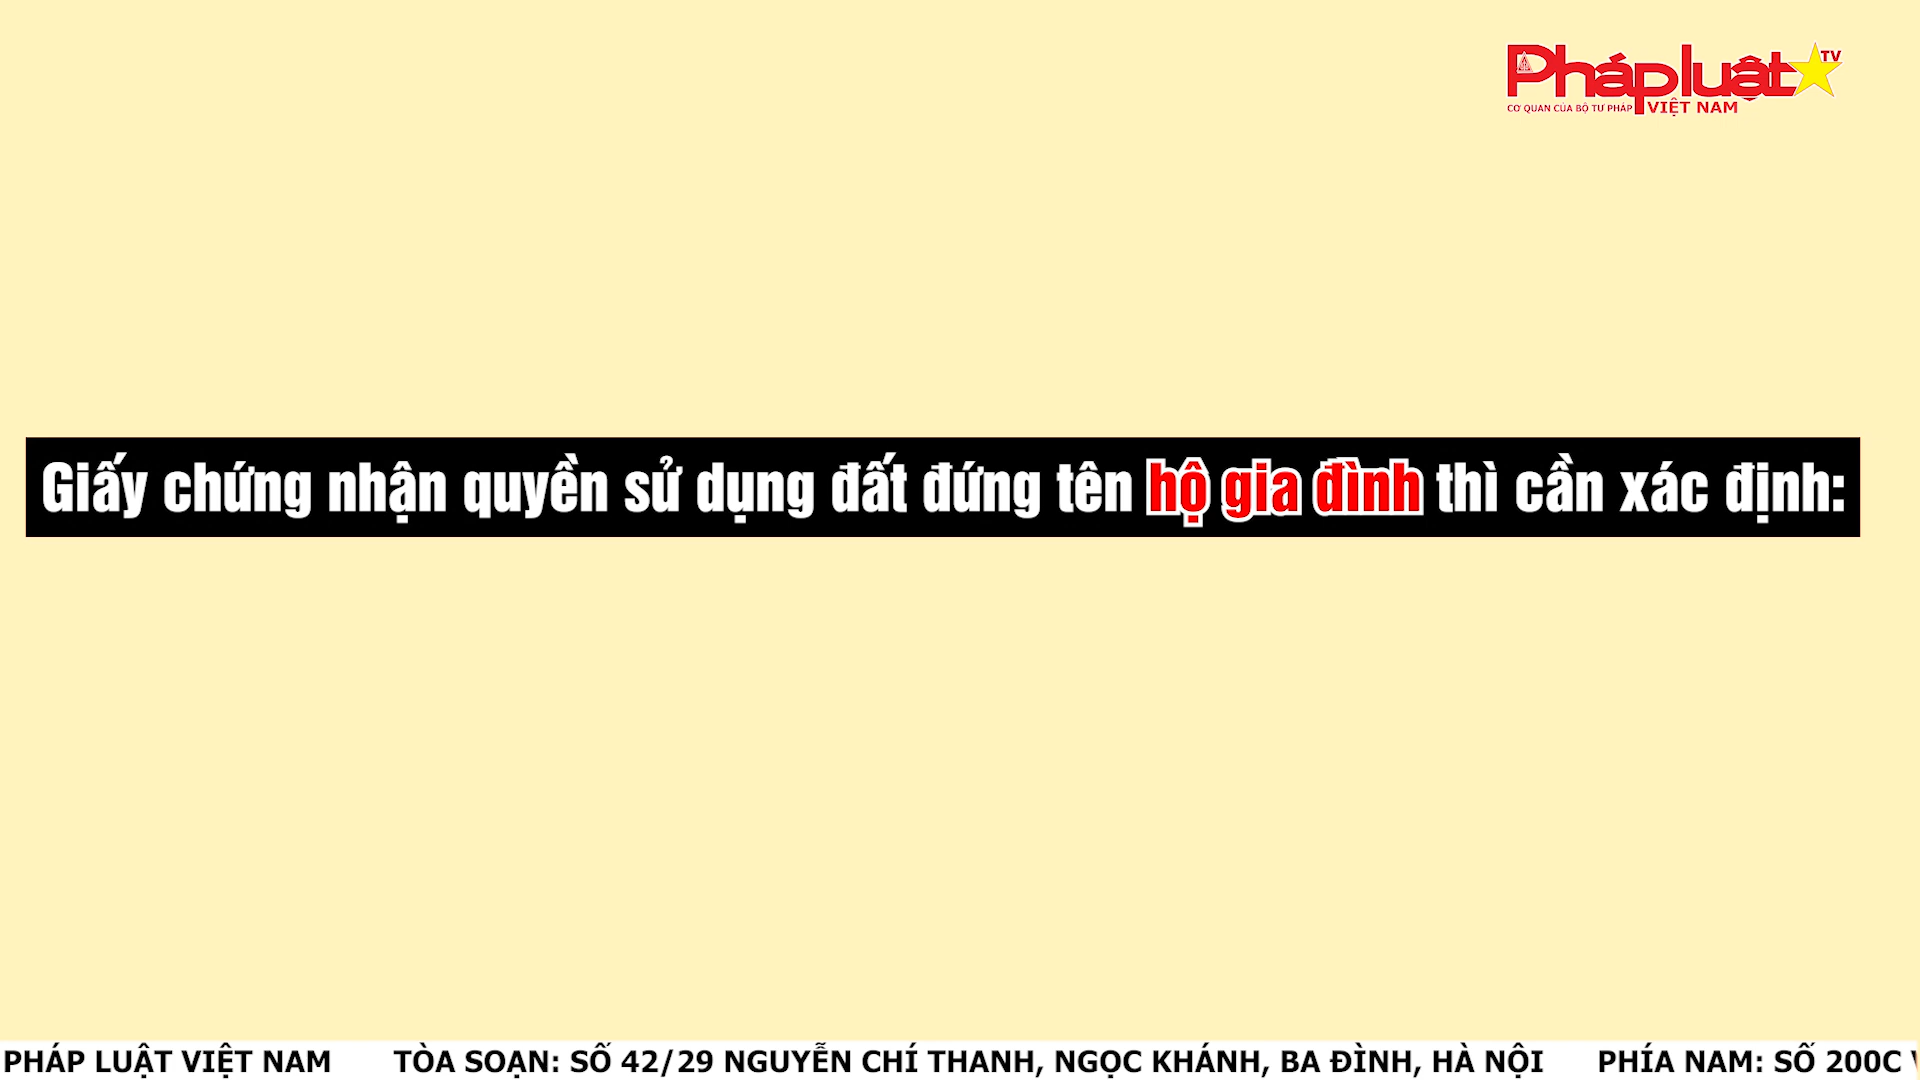 Pháp luật TV
CƠ QUAN CỦA BỘ TƯ PHÁP VIỆT NAM
Giấy chứng nhận quyền sử dụng đất đứng tên hộ gia đình thì cần xác định:
PHÁP LUẬT VIỆT NAM TÒA SOẠN: SỐ 42/29 NGUYỄN CHÍ THANH, NGỌC KHÁNH, BA ĐÌNH, HÀ NỘI PHÍA NAM: SỐ 200C